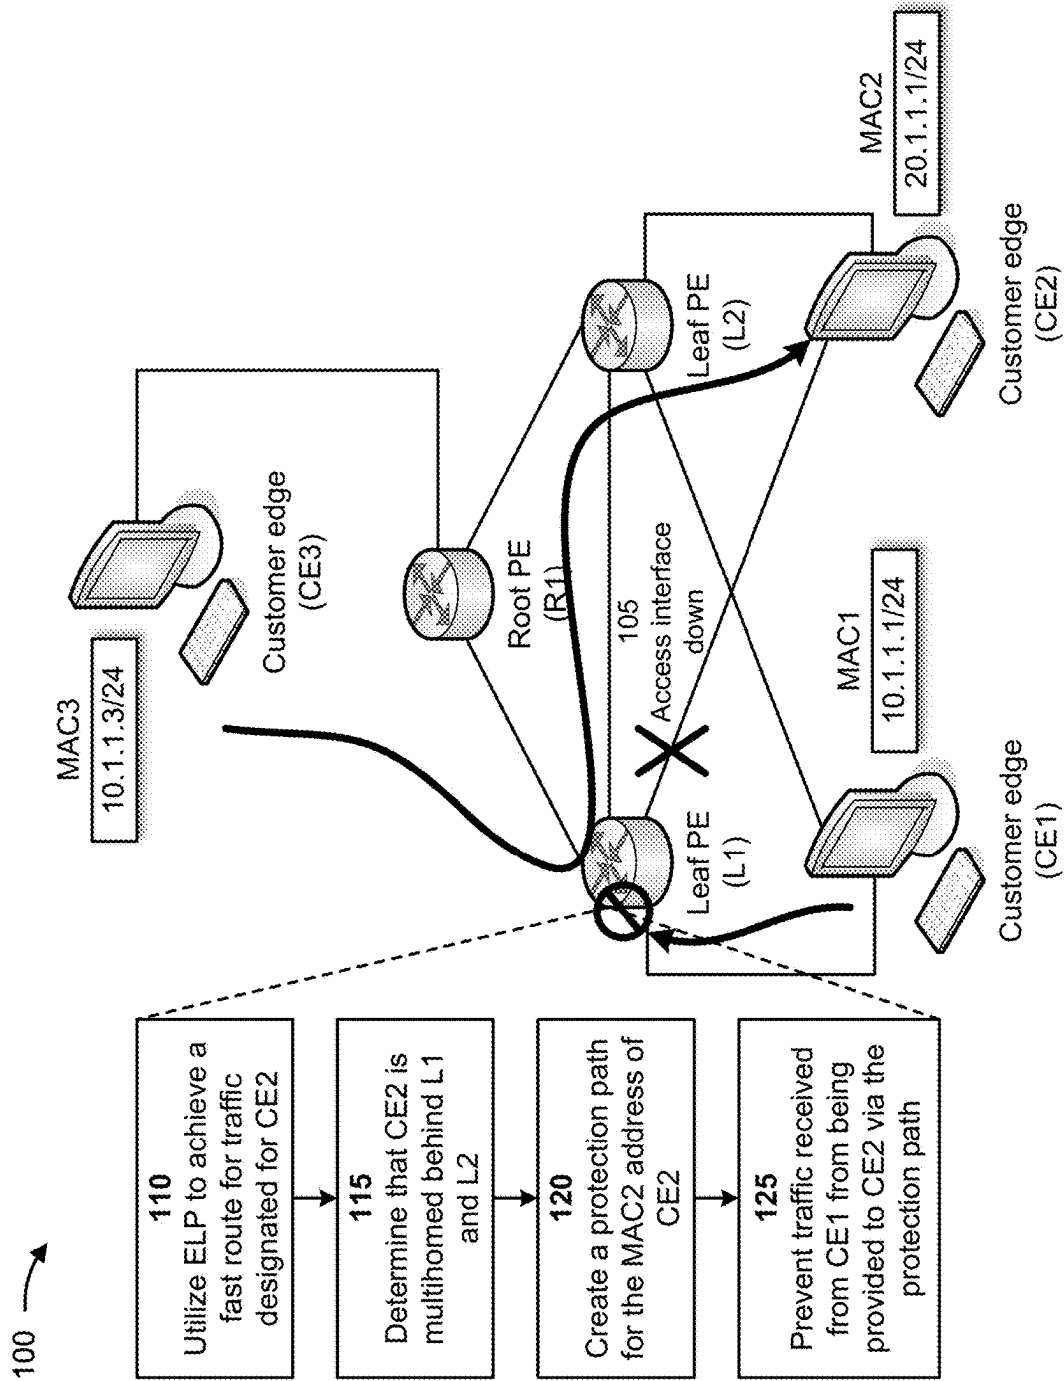 100
110
Utilize ELP to achieve a
fast route for traffic
designated for CE2
115
Determine that CE2 is
multihomed behind L1
and L2
120
Create a protection path
for the MAC2 address of
CE2
125
Prevent traffic received
from CE1 from being
provided to CE2 via the
protection path
MAC3
10.1.1.3/24
Customer edge
(CE3)
Root PE
(R1)
105
Access interface
down
Leaf PE
(L1)
Leaf PE
(L2)
MAC1
10.1.1.1/24
Customer edge
(CE1)
MAC2
20.1.1.1/24
Customer edge
(CE2)